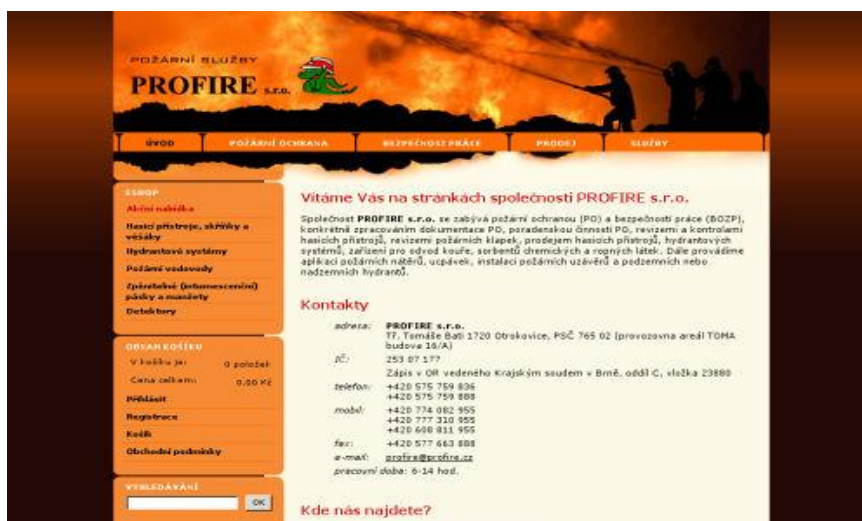 POŽÁRNÍ SLUŽBY
PROFIRE s.r.o.
ÚVOD
POŽÁRNÍ OCHRANA
BEZPEČNOST PRÁCE
PRODEJ
SLUŽBY
ESHOP
Akční nabídka
Hasicí přístroje, skříňky a
věšáky
Hydrantové systémy
Požární vodovody
Zpěnitelné (intumescenční)
pásky a manžety
Detektory
OBSAH KOŠÍKU
V košíku je: 0 položek
Cena celkem: 0,00 Kč
Přihlásit
Registrace
Košík
Obchodní podmínky
VYHLEDÁVÁNÍ
OK
Vítáme Vás na stránkách společnosti PROFIRE s.r.o.
Společnost PROFIRE s.r.o. se zabývá požární ochranou (PO) a bezpečností práce (BOZP),
konkrétně zpracováním dokumentace PO, poradenskou činností PO, revizemi a kontrolami
hasicích přístrojů, revizemi požárních klapek, prodejem hasicích přístrojů, hydrantových
systémů, zařízení pro odvod kouře, sorbentů chemických a ropných látek. Dále provádíme
aplikaci požárních nátěrů, ucpávek, instalaci požárních uzávěrů a podzemních nebo
nadzemních hydrantů.
Kontakty
adresa: PROFIRE s.r.o.
Tř. Tomáše Bati 1720 Otrokovice, PSČ 765 02 (provozovna areál TOMA
budova 16/A)
IČ: 253 07 177
Zápis v OR vedeného Krajským soudem v Brně, oddíl C, vložka 23880
telefon: +420 575 759 836
+420 575 759 888
mobil: +420 774 082 955
+420 777 310 955
+420 608 811 955
fax: +420 577 663 888
e-mail: profire@profire.cz
pracovní doba: 6-14 hod.
Kde nás najdete?